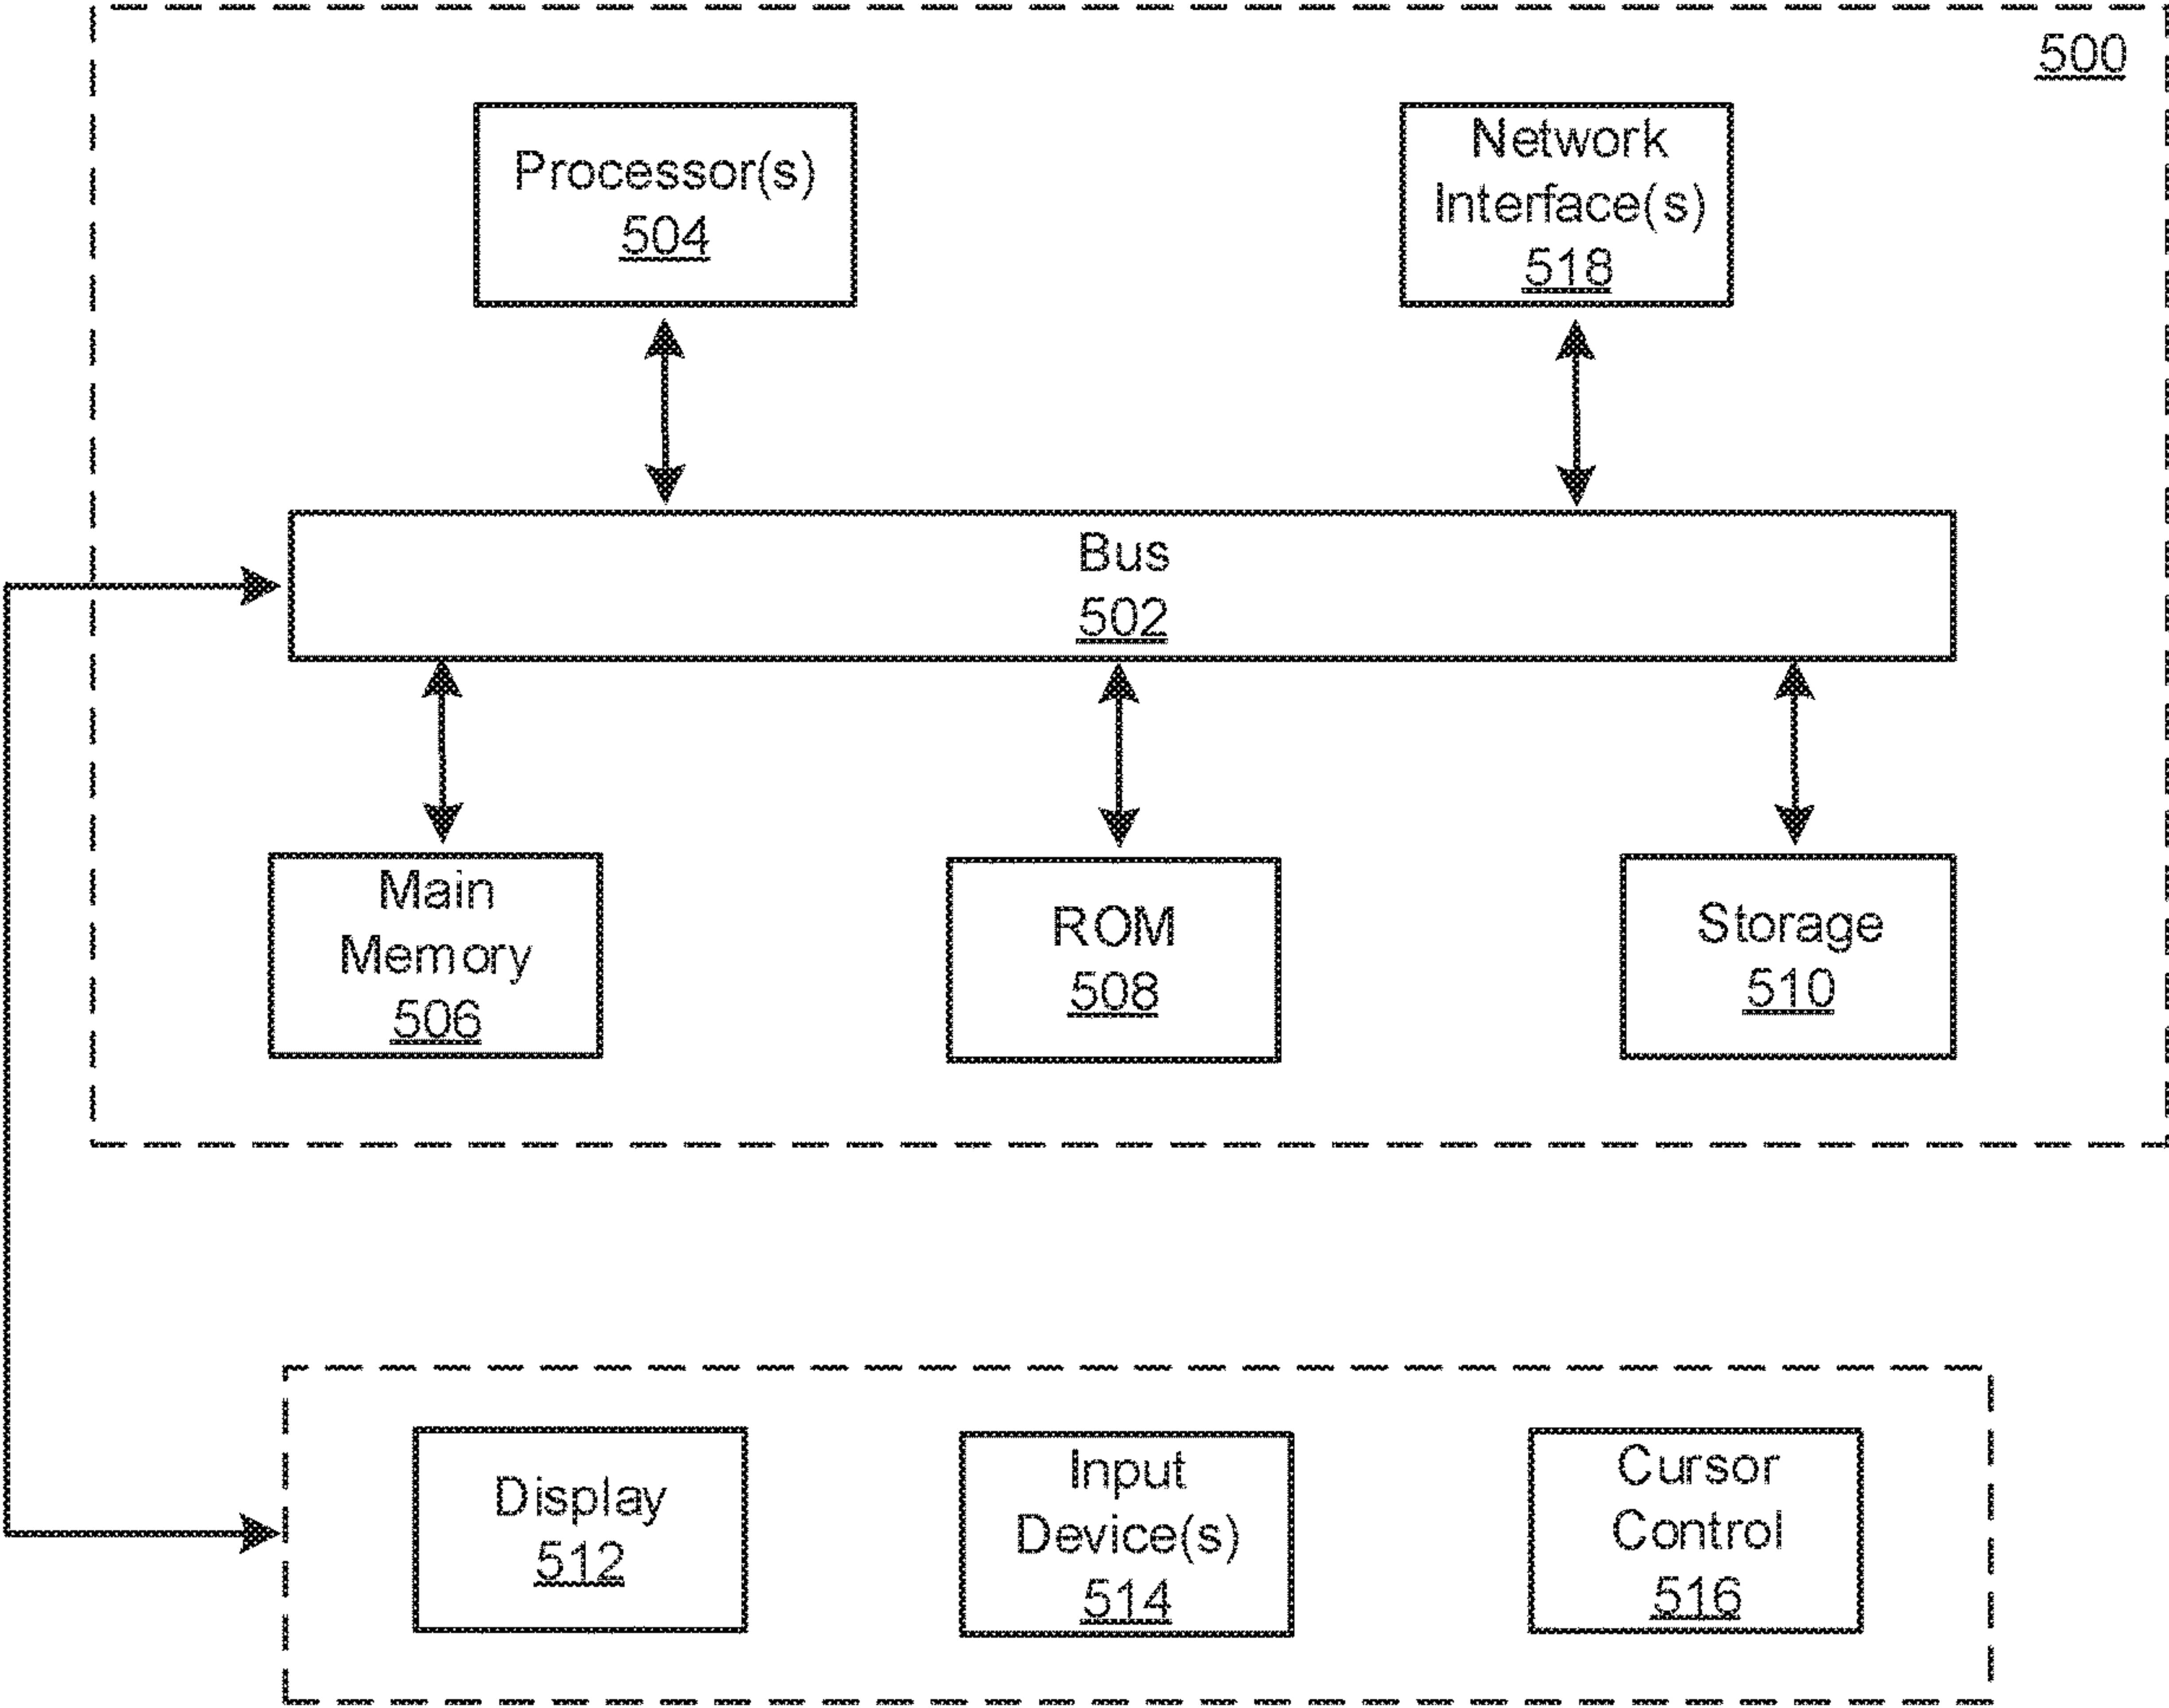 500
Processor(s)
504
Network
Interface(s)
518
Bus
502
Main
Memory
506
ROM
508
Storage
510
Display
512
Input
Device(s)
514
Cursor
Control
516